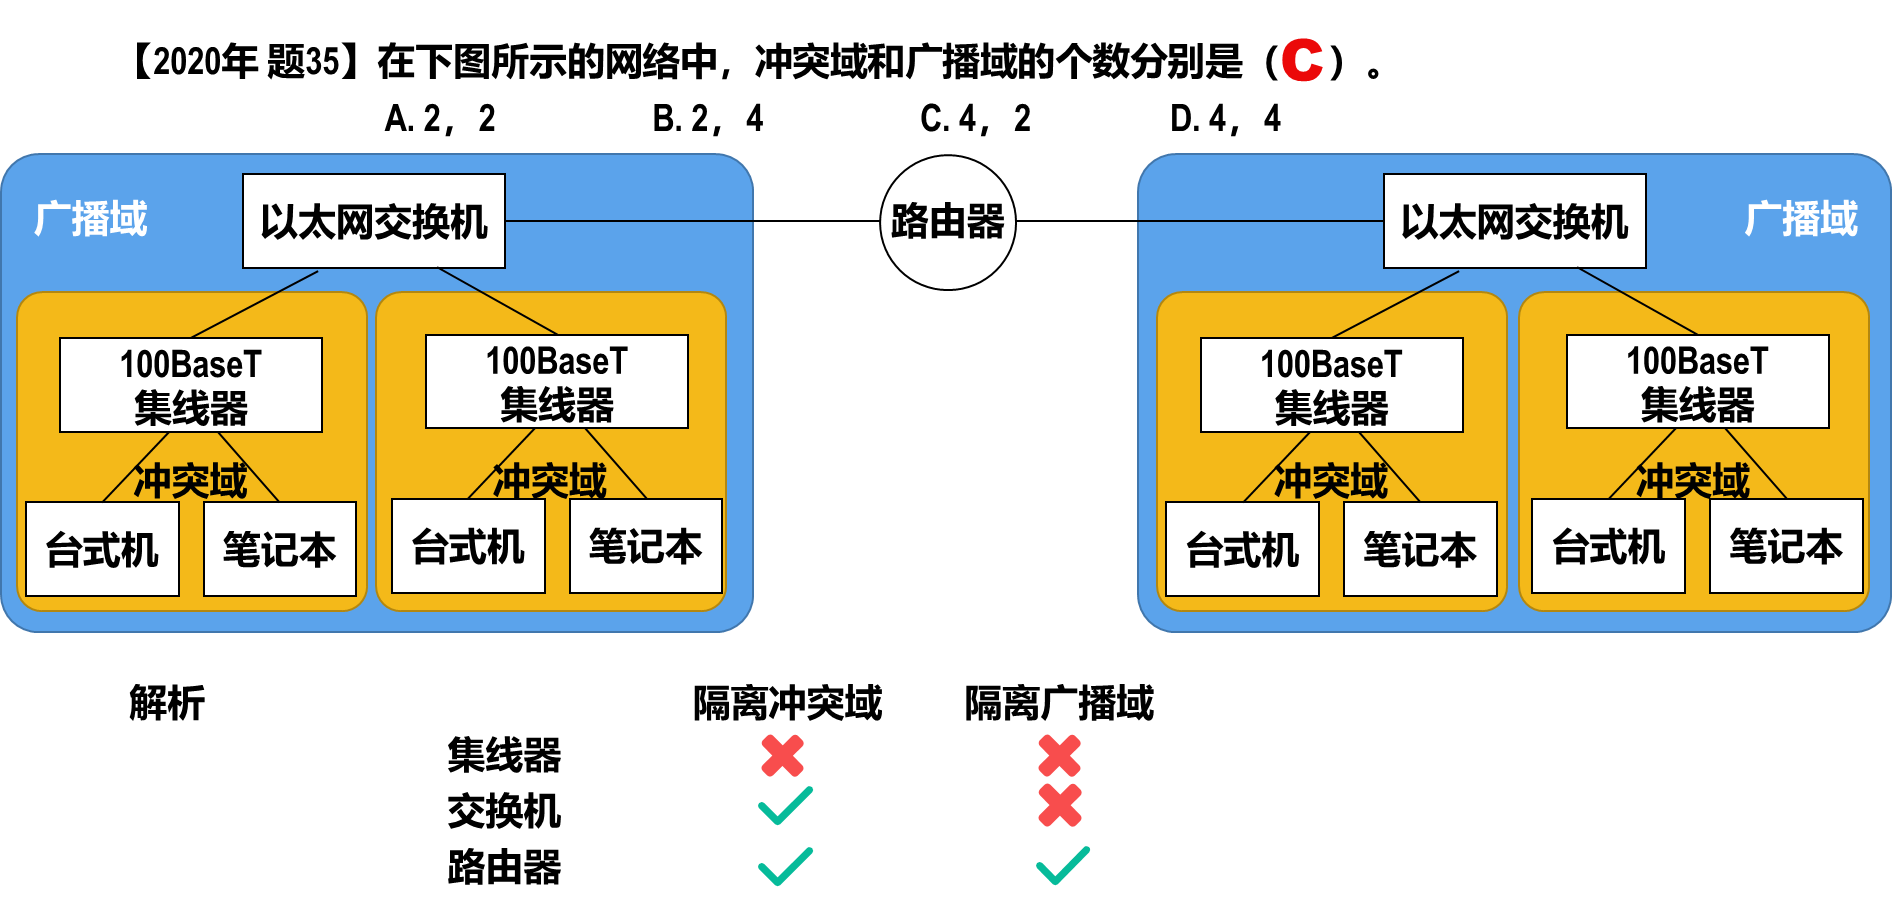 【2020年 题35】在下图所示的网络中，冲突域和广播域的个数分别是（C）。
A. 2，2  B. 2，4  C. 4，2  D. 4，4
广播域
以太网交换机
路由器
以太网交换机
广播域
100BaseT
集线器
100BaseT
集线器
100BaseT
集线器
100BaseT
集线器
冲突域
冲突域
冲突域
冲突域
台式机
笔记本
台式机
笔记本
台式机
笔记本
台式机
笔记本
解析
隔离冲突域
隔离广播域
集线器
交换机
路由器